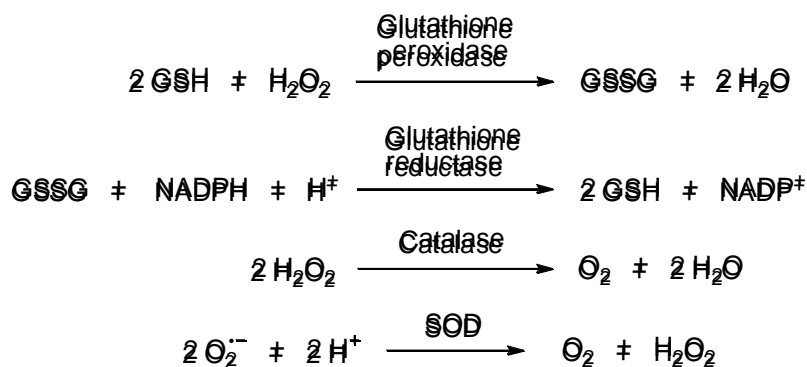 Glutathione
peroxidase
2 GSH + H₂O₂ → GSSG + 2 H₂O
Glutathione
reductase
GSSG + NADPH + H⁺ → 2 GSH + NADP⁺
Catalase
2 H₂O₂ → O₂ + 2 H₂O
SOD
2 O₂·⁻ + 2 H⁺ → O₂ + H₂O₂